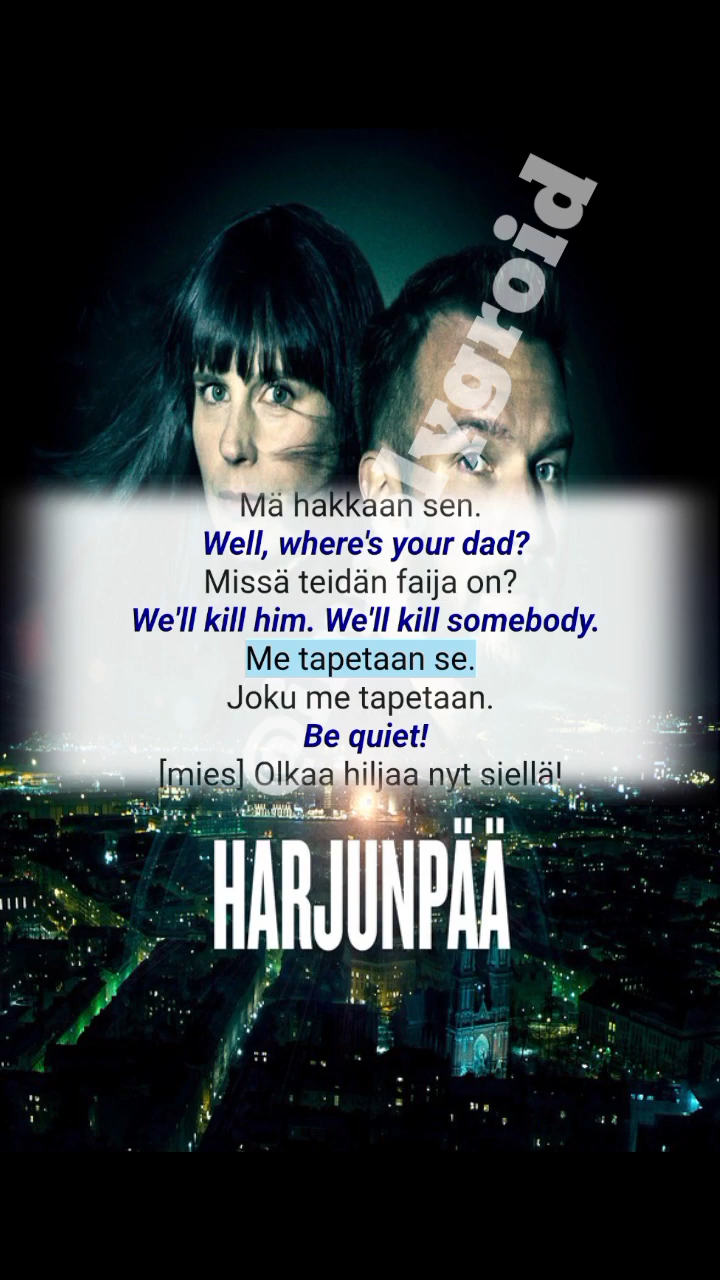 lygroid
Mä hakkaan sen.
Well, where's your dad?
Missä teidän faija on?
We'll kill him. We'll kill somebody.
Me tapetaan se.
Joku me tapetaan.
Be quiet!
[mies] Olkaa hiljaa nyt siellä!
HARJUNPÄÄ